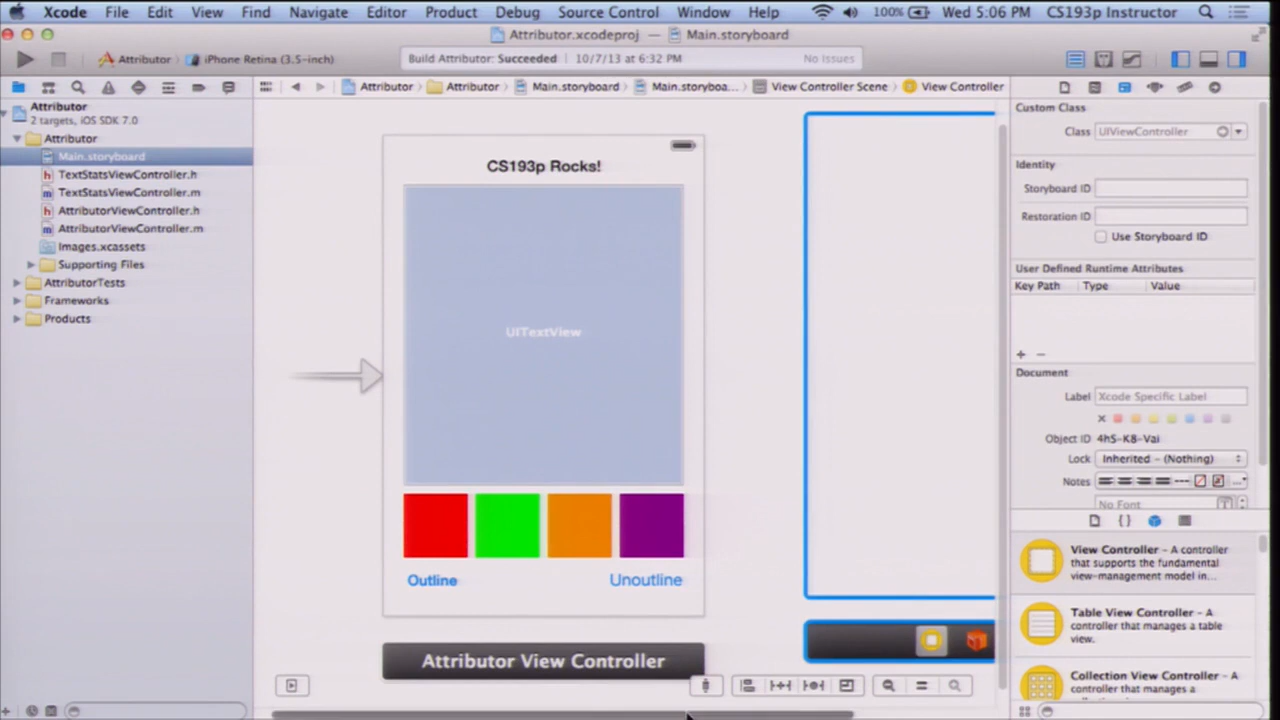 Xcode File Edit View Find Navigate Editor Product Debug Source Control Window Help 100% Wed 5:06 PM CS193p Instructor
Attributor.xcodeproj — Main.storyboard
Attributor iPhone Retina (3.5-inch)
Build Attributor: Succeeded 10/7/13 at 6:32 PM No Issues
Attributor Attributor Main.storyboard Main.storyboa... View Controller Scene View Controller
Attributor
2 targets, iOS SDK 7.0
Attributor
Main.storyboard
TextStatsViewController.h
TextStatsViewController.m
AttributorViewController.h
AttributorViewController.m
Images.xcassets
Supporting Files
AttributorTests
Frameworks
Products
CS193p Rocks!
UITextView
Outline Unoutline
Attributor View Controller
Custom Class
Class UIViewController
Identity
Storyboard ID
Restoration ID
Use Storyboard ID
User Defined Runtime Attributes
Key Path Type Value
Document
Label Xcode Specific Label
Object ID 4hS-K8-Vai
Lock Inherited - (Nothing)
Notes
No Font
View Controller - A controller
that supports the fundamental
view-management model in...
Table View Controller - A
controller that manages a table
view.
Collection View Controller - A
controller that manages a